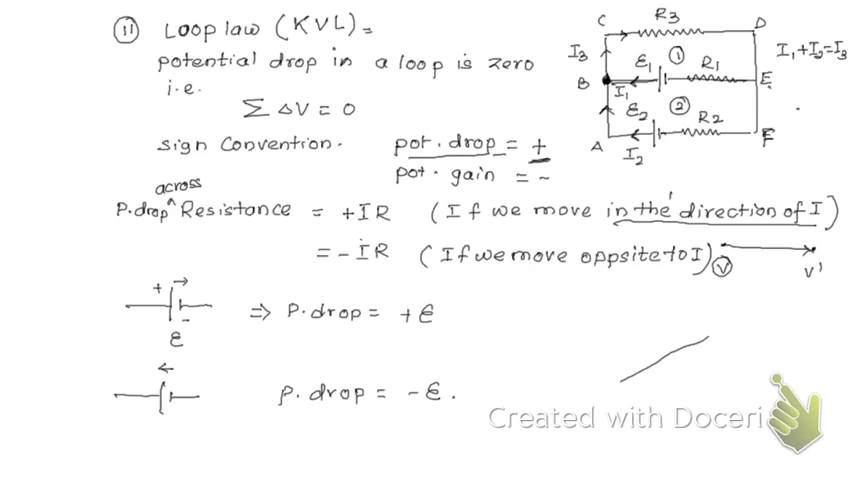 ii) Loop law (KVL) =
potential drop in a loop is zero
i.e.
Σ ΔV = 0
Sign Convention. pot. drop = +
pot. gain = -
P. drop across Resistance = +IR (If we move in the direction of I)
= -IR (If we move oppsite to I)
V V'
+ - ε ⇒ P. drop = +ε
P. drop = -ε.
C R3 D
I3 ε1 ① I1+I2=I3
B I1 R1 E
ε2 ②
A I2 R2 F
Created with Doceri